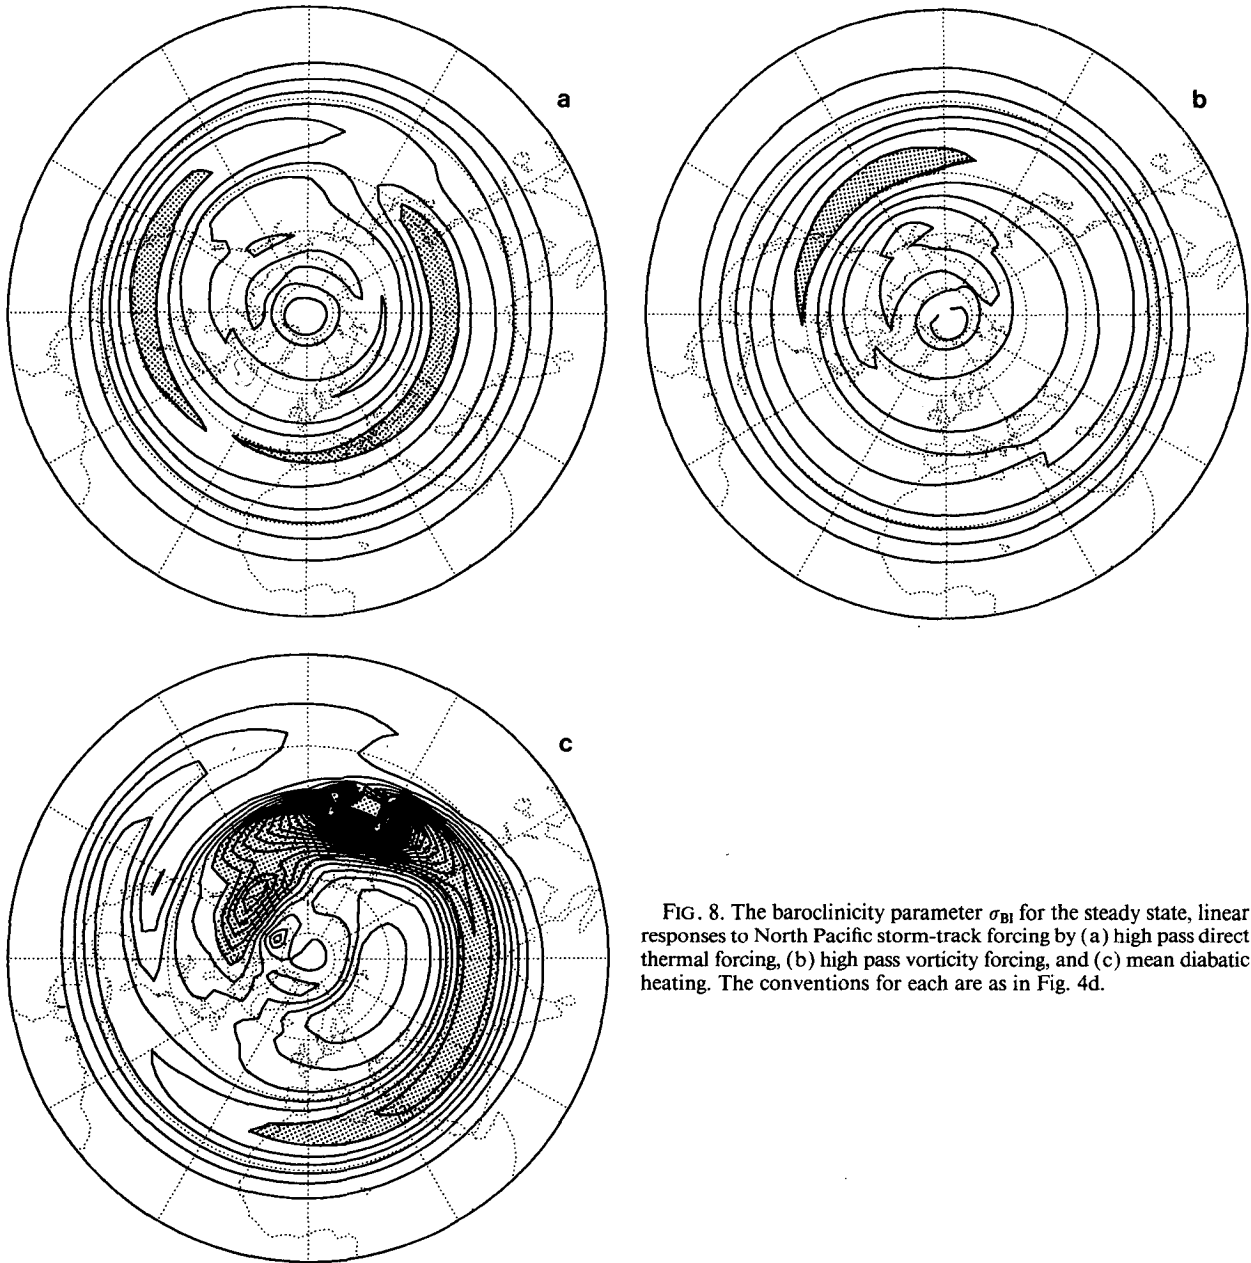 a
b
c
FIG. 8. The baroclinicity parameter σBI for the steady state, linear
responses to North Pacific storm-track forcing by (a) high pass direct
thermal forcing, (b) high pass vorticity forcing, and (c) mean diabatic
heating. The conventions for each are as in Fig. 4d.